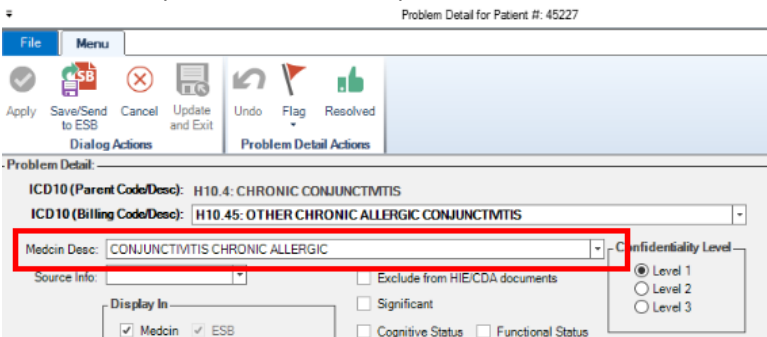 Problem Detail for Patient #: 45227
File Menu
Apply Save/Send to ESB Cancel Update and Exit Undo Flag Resolved
SB
Dialog Actions Problem Detail Actions
Problem Detail:
ICD10 (Parent Code/Desc): H10.4: CHRONIC CONJUNCTIVITIS
ICD10 (Billing Code/Desc): H10.45: OTHER CHRONIC ALLERGIC CONJUNCTIVITIS
Medcin Desc: CONJUNCTIVITIS CHRONIC ALLERGIC Confidentiality Level
Source Info: Exclude from HIE/CDA documents Level 1
Level 2
Display In Significant Level 3
Medcin ESB Cognitive Status Functional Status